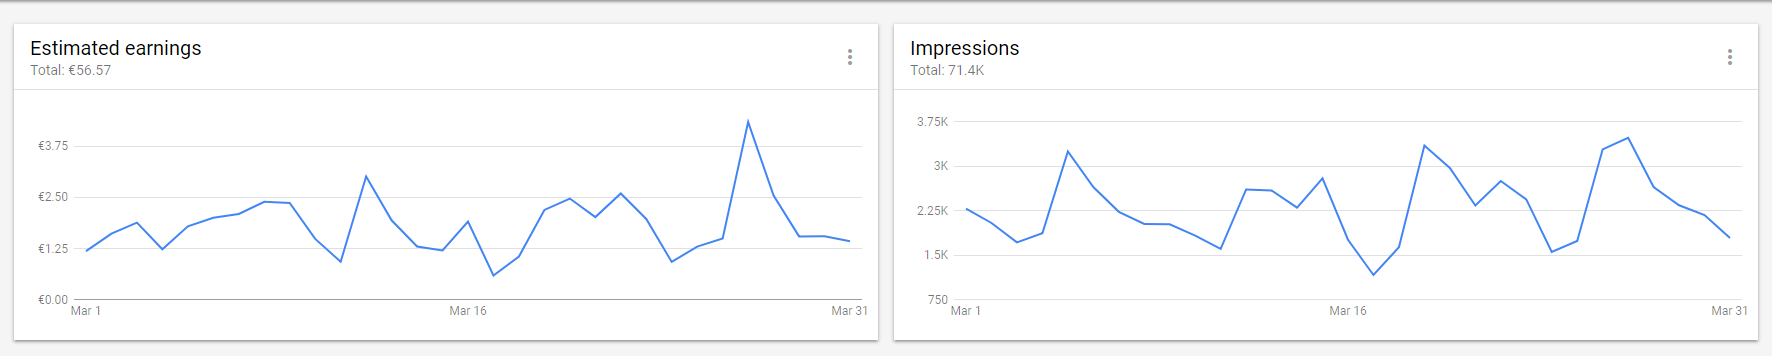 Estimated earnings
Total: €56.57
€3.75
€2.50
€1.25
€0.00
Mar 1 Mar 16 Mar 31
Impressions
Total: 71.4K
3.75K
3K
2.25K
1.5K
750
Mar 1 Mar 16 Mar 31